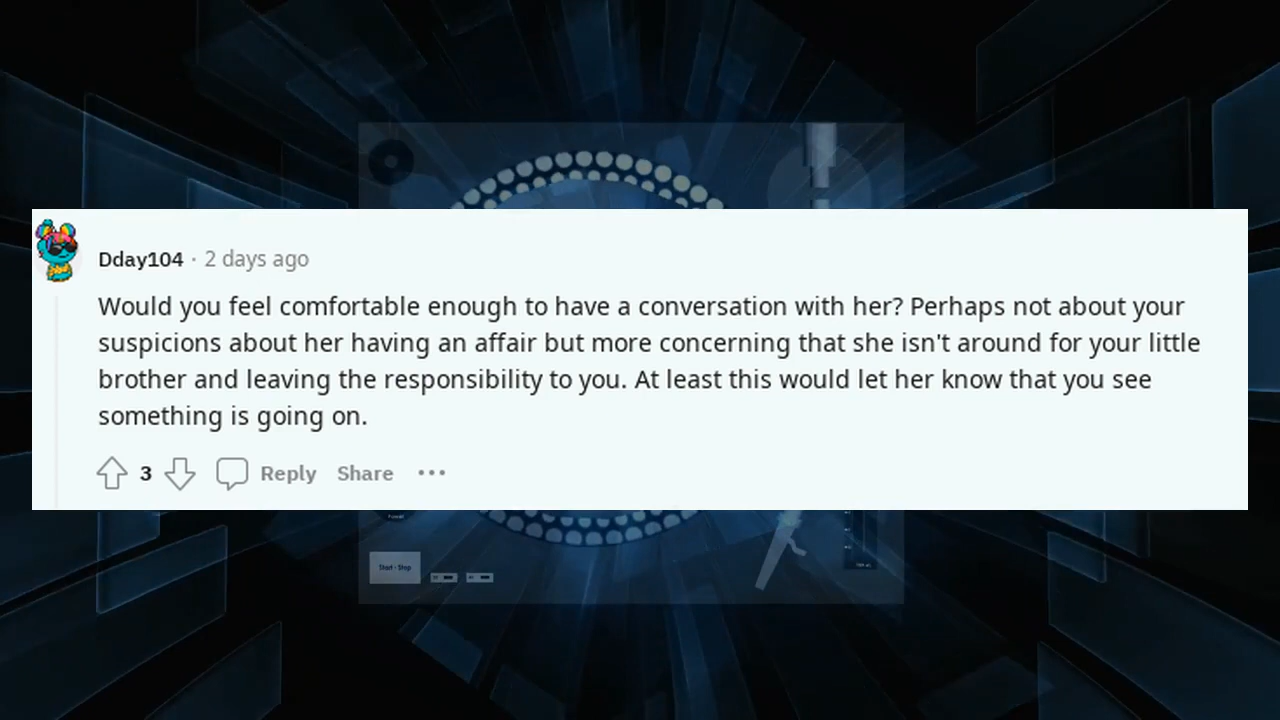 Dday104 · 2 days ago
Would you feel comfortable enough to have a conversation with her? Perhaps not about your
suspicions about her having an affair but more concerning that she isn't around for your little
brother and leaving the responsibility to you. At least this would let her know that you see
something is going on.
3 Reply Share •••
Start - Stop